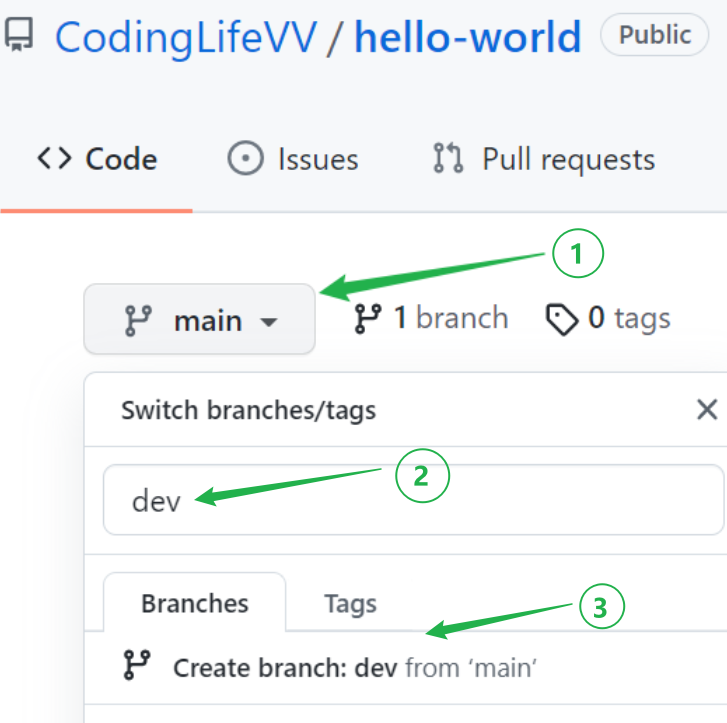 CodingLifeVV / hello-world Public
Code Issues Pull requests
1
main 1 branch 0 tags
Switch branches/tags
2
dev
Branches Tags
3
Create branch: dev from ‘main’